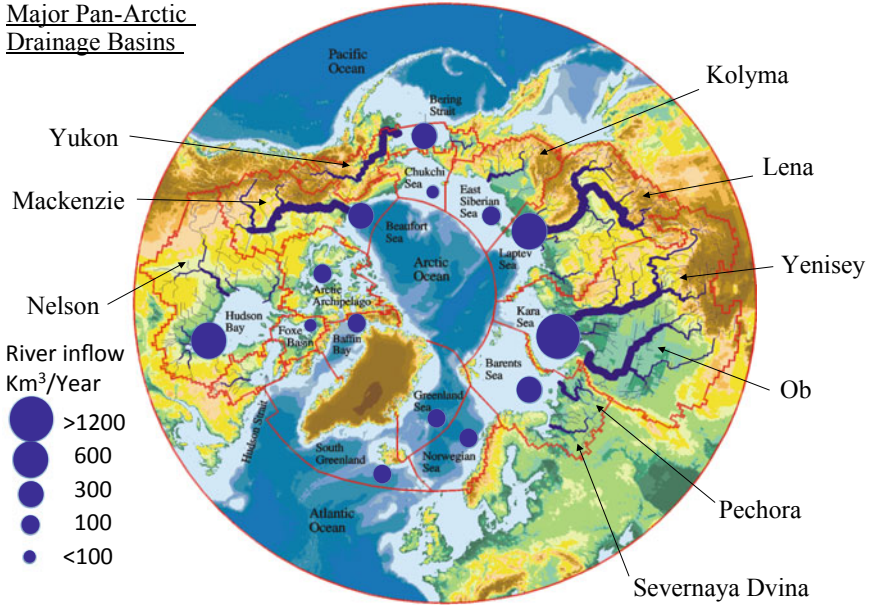 Major Pan-Arctic
Drainage Basins
Pacific
Ocean
Bering
Strait
Kolyma
Yukon
Chukchi
Sea
Lena
Mackenzie
East
Siberian
Sea
Beaufort
Sea
Laptev
Sea
Arctic
Ocean
Yenisey
Nelson
Arctic
Archipelago
Kara
Sea
Hudson
Bay
Foxe
Basin
Baffin
Bay
River inflow
Km³/Year
>1200
600
300
100
<100
Barents
Sea
Ob
Greenland
Sea
Hudson Strait
South
Greenland
Norwegian
Sea
Pechora
Atlantic
Ocean
Severnaya Dvina